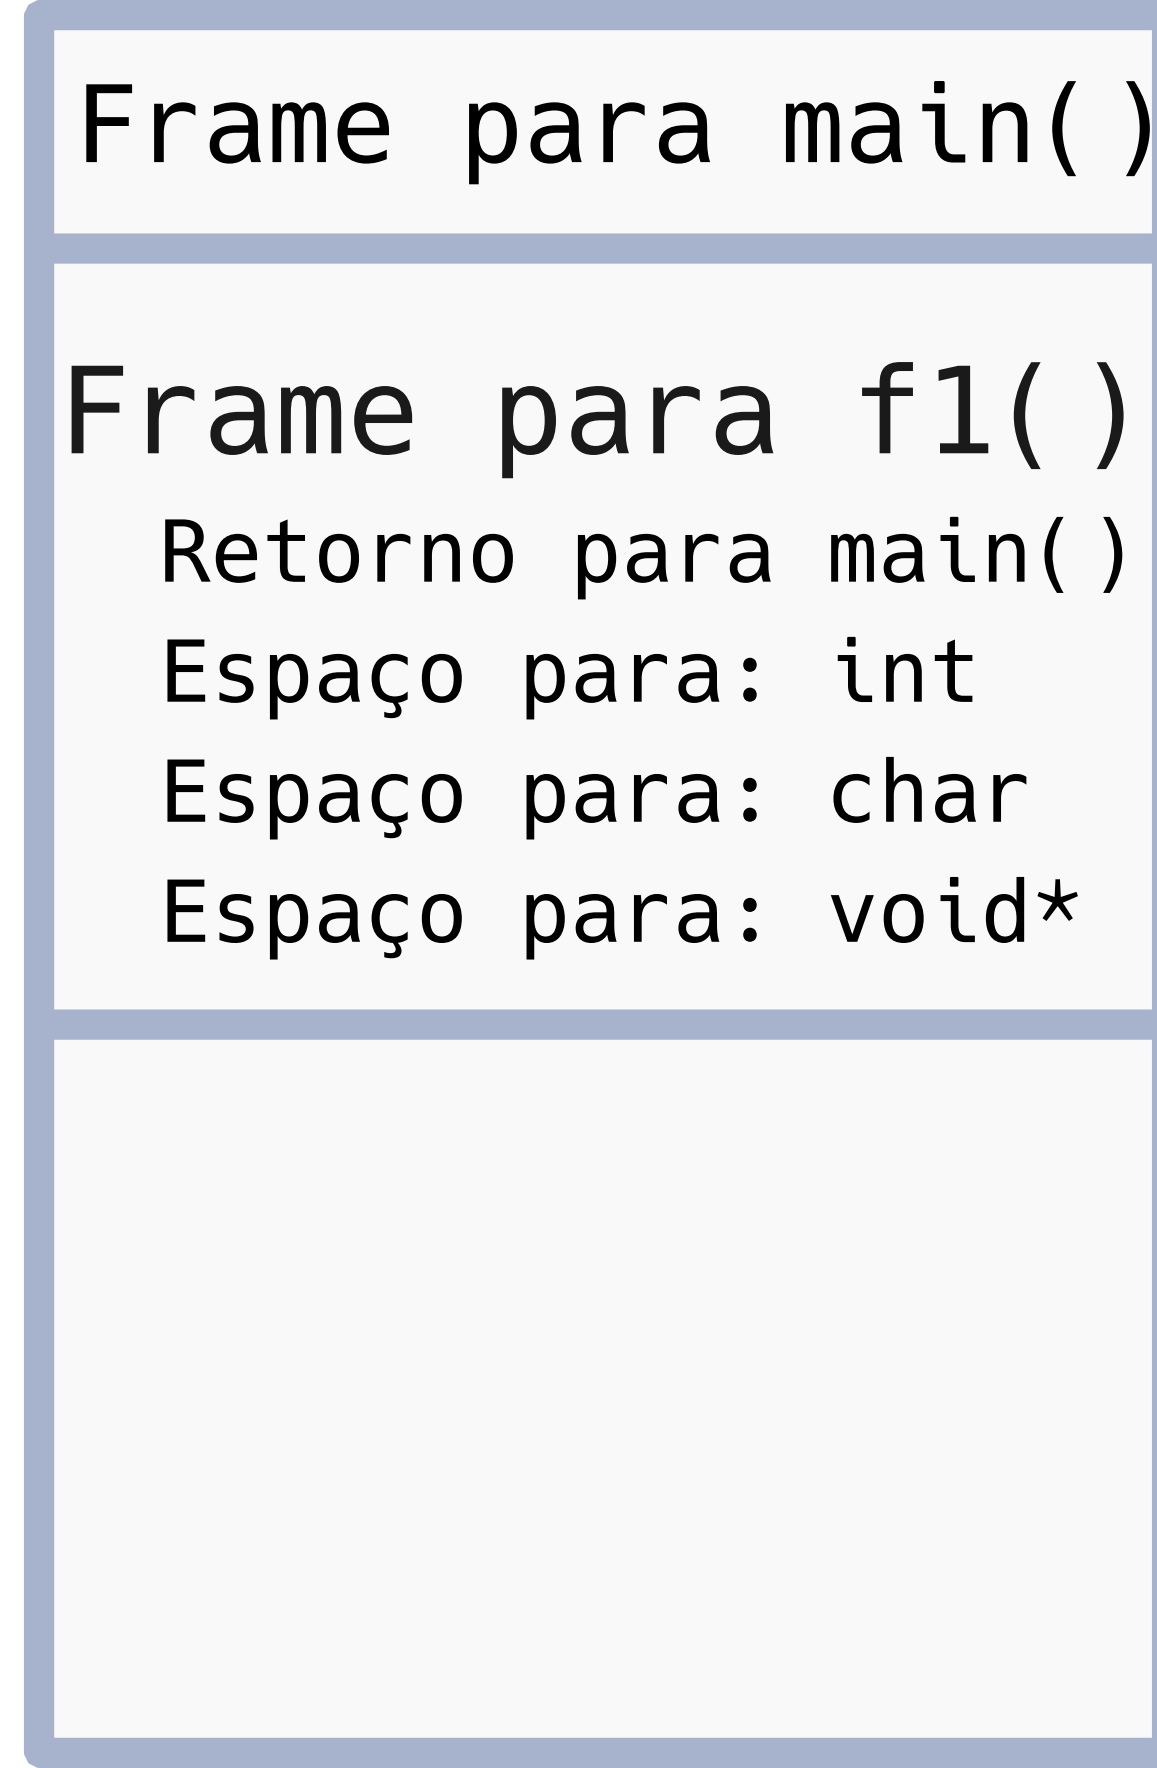 Frame para main()
Frame para f1()
Retorno para main()
Espaço para: int
Espaço para: char
Espaço para: void*